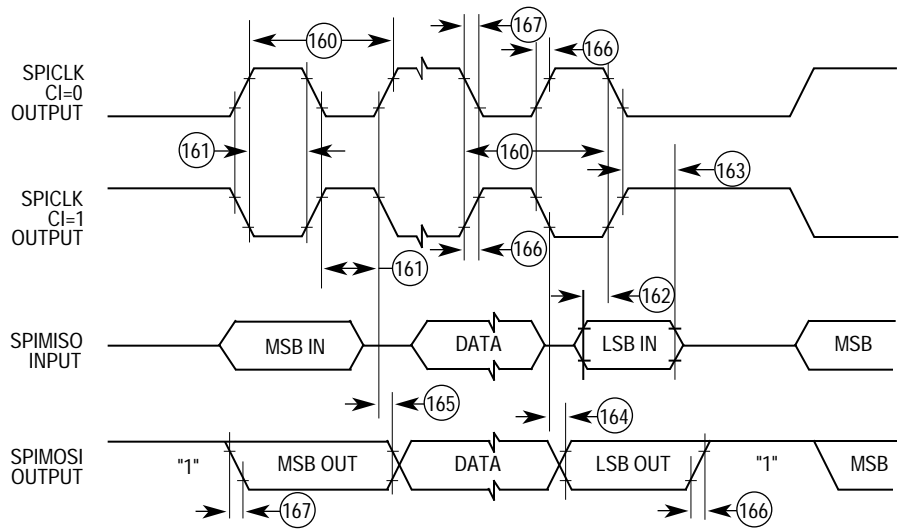 167
160
166
SPICLK
CI=0
OUTPUT
161
160
163
SPICLK
CI=1
OUTPUT
166
161
162
SPIMISO
INPUT
MSB IN
DATA
LSB IN
MSB
165
164
SPIMOSI
OUTPUT
"1"
MSB OUT
DATA
LSB OUT
"1"
MSB
167
166